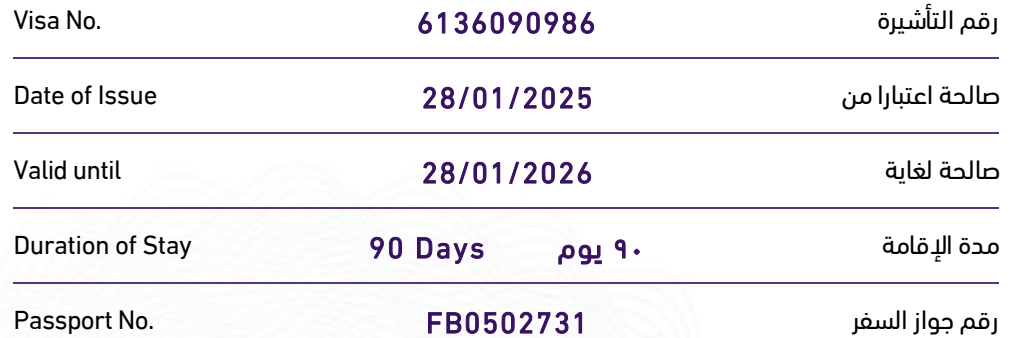 Visa No. 6136090986 رقم التأشيرة
Date of Issue 28/01/2025 صالحة اعتبارا من
Valid until 28/01/2026 صالحة لغاية
Duration of Stay 90 Days ٩٠ يوم مدة الإقامة
Passport No. FB0502731 رقم جواز السفر